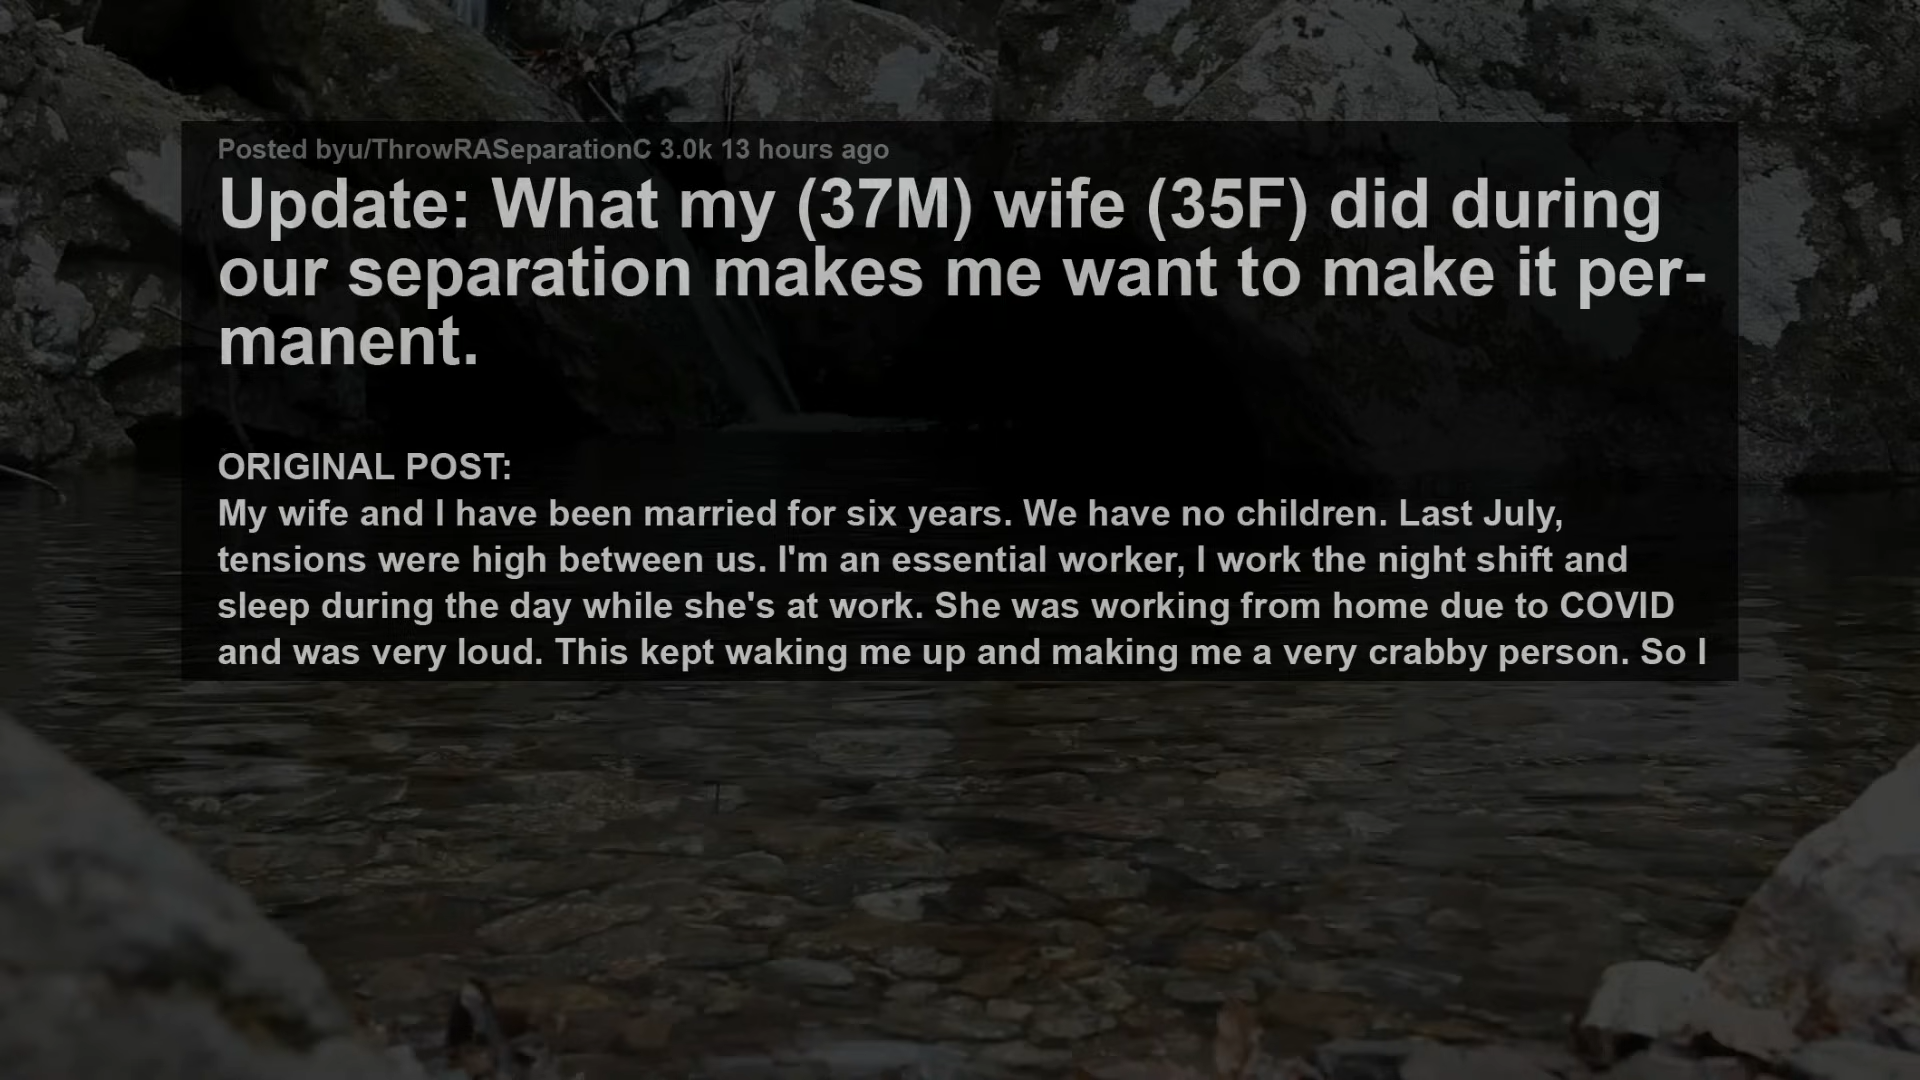 Posted byu/ThrowRASeparationC 3.0k 13 hours ago
Update: What my (37M) wife (35F) did during
our separation makes me want to make it per-
manent.
ORIGINAL POST:
My wife and I have been married for six years. We have no children. Last July,
tensions were high between us. I'm an essential worker, I work the night shift and
sleep during the day while she's at work. She was working from home due to COVID
and was very loud. This kept waking me up and making me a very crabby person. So I